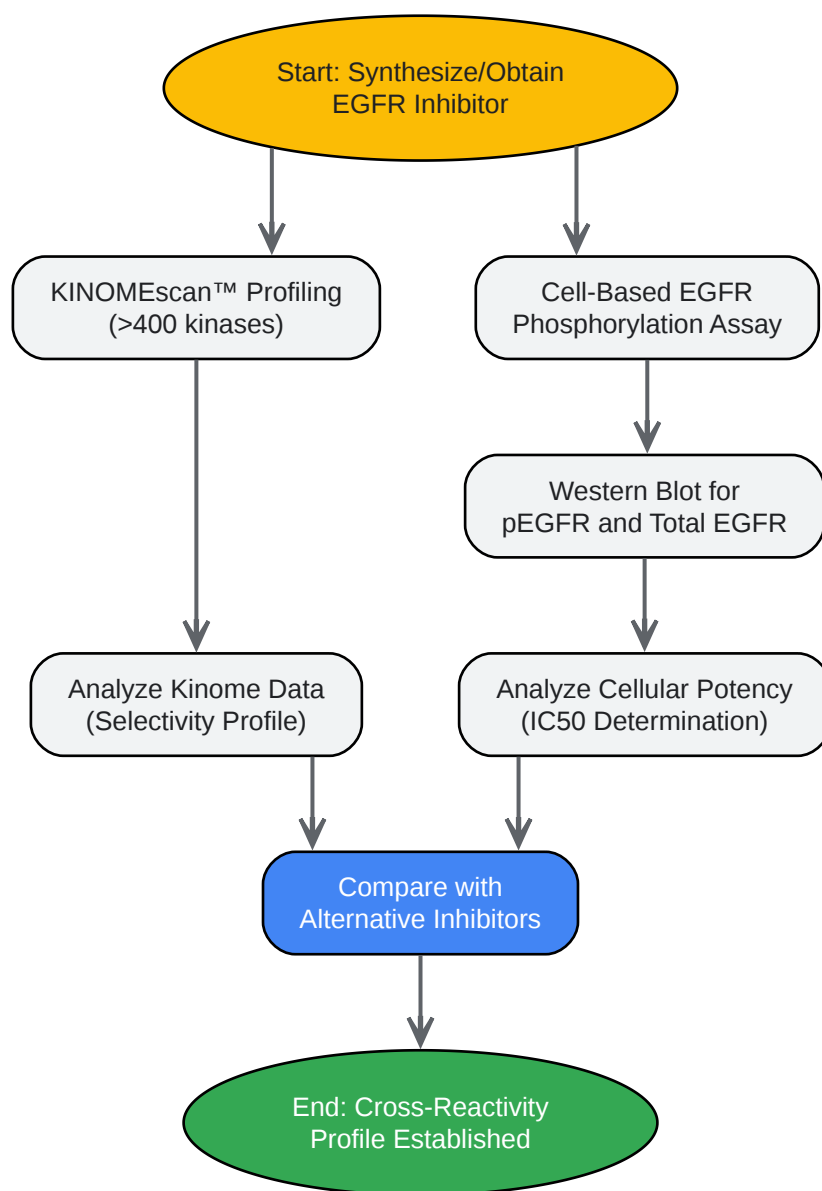 Start: Synthesize/Obtain
EGFR Inhibitor
KINOMEscan™ Profiling
(>400 kinases)
Cell-Based EGFR
Phosphorylation Assay
Western Blot for
pEGFR and Total EGFR
Analyze Kinome Data
(Selectivity Profile)
Analyze Cellular Potency
(IC50 Determination)
Compare with
Alternative Inhibitors
End: Cross-Reactivity
Profile Established